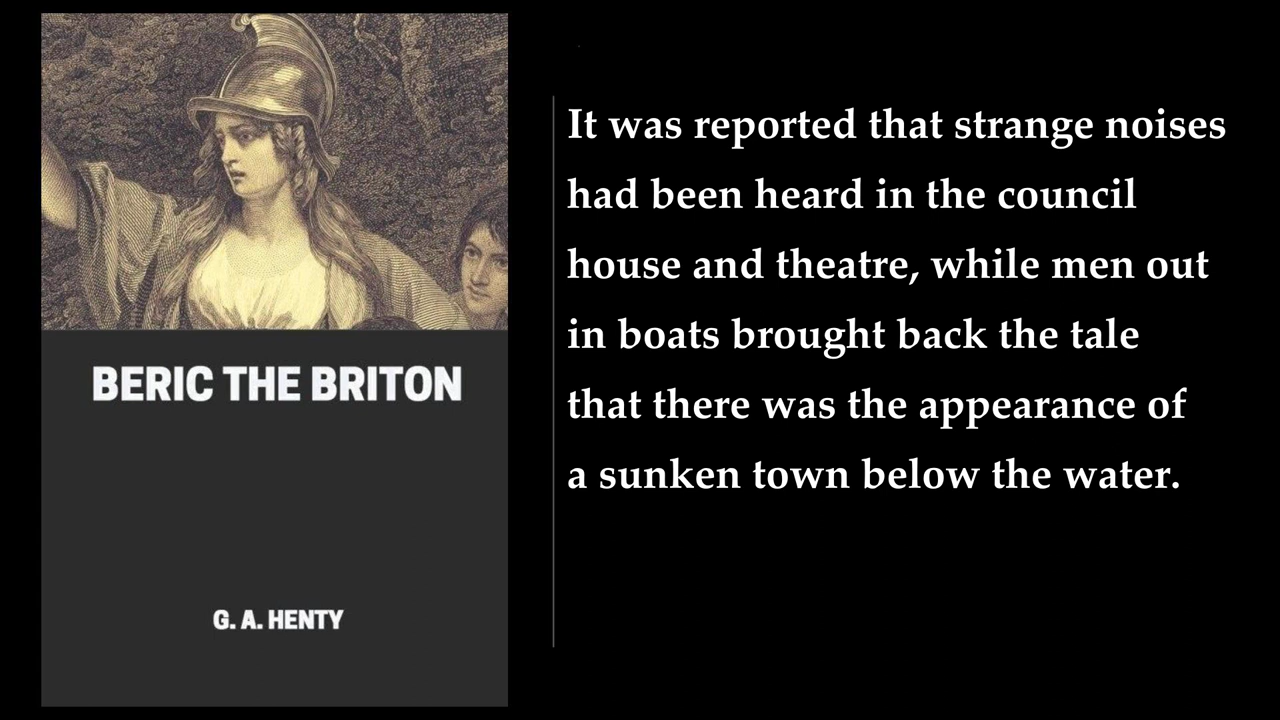 BERIC THE BRITON
G. A. HENTY
It was reported that strange noises
had been heard in the council
house and theatre, while men out
in boats brought back the tale
that there was the appearance of
a sunken town below the water.